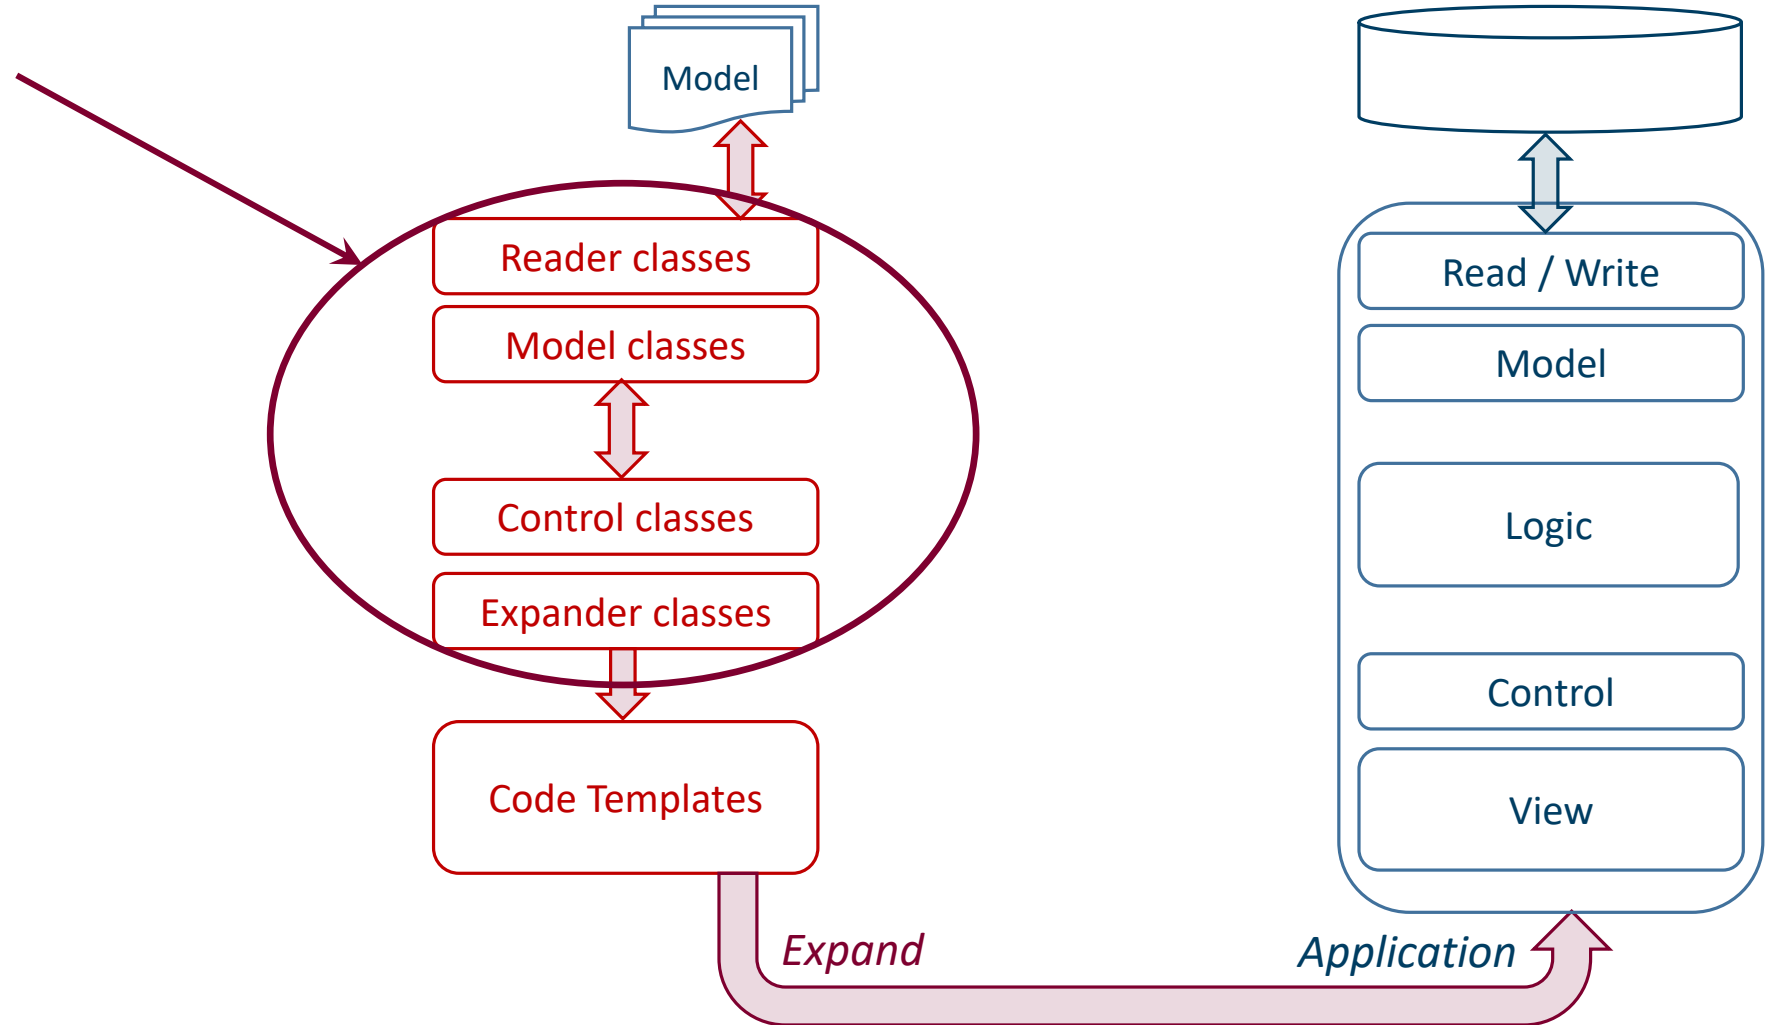 Model
Reader classes
Model classes
Control classes
Expander classes
Code Templates
Expand
Read / Write
Model
Logic
Control
View
Application